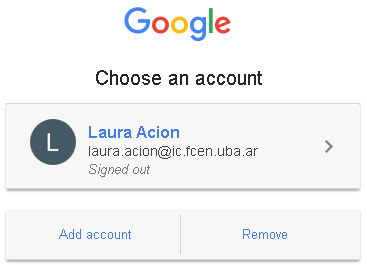 Google
Choose an account
L
Laura Acion
laura.acion@ic.fcen.uba.ar
Signed out
Add account
Remove